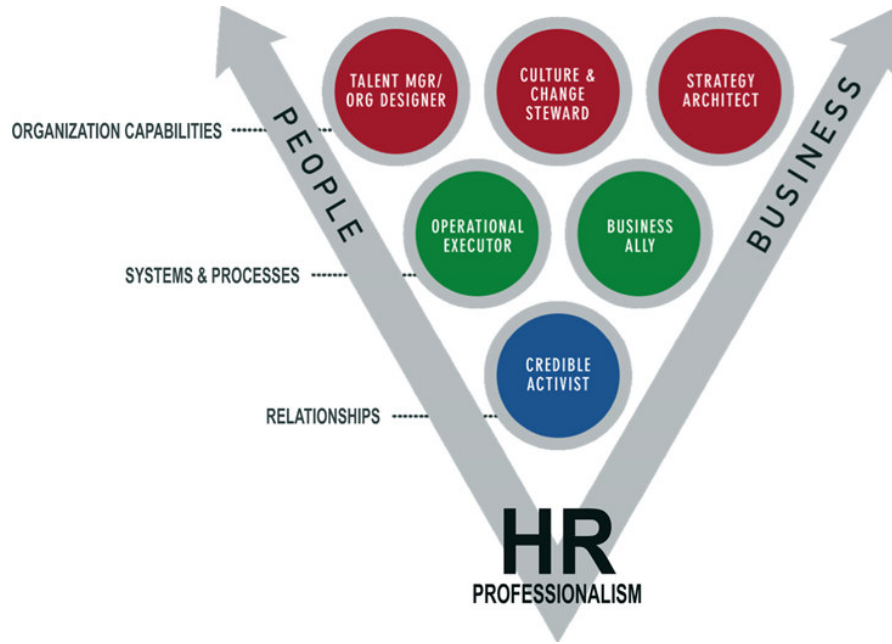 TALENT MGR/
ORG DESIGNER
CULTURE &
CHANGE
STEWARD
STRATEGY
ARCHITECT
ORGANIZATION CAPABILITIES
PEOPLE
BUSINESS
OPERATIONAL
EXECUTOR
BUSINESS
ALLY
SYSTEMS & PROCESSES
CREDIBLE
ACTIVIST
RELATIONSHIPS
HR
PROFESSIONALISM